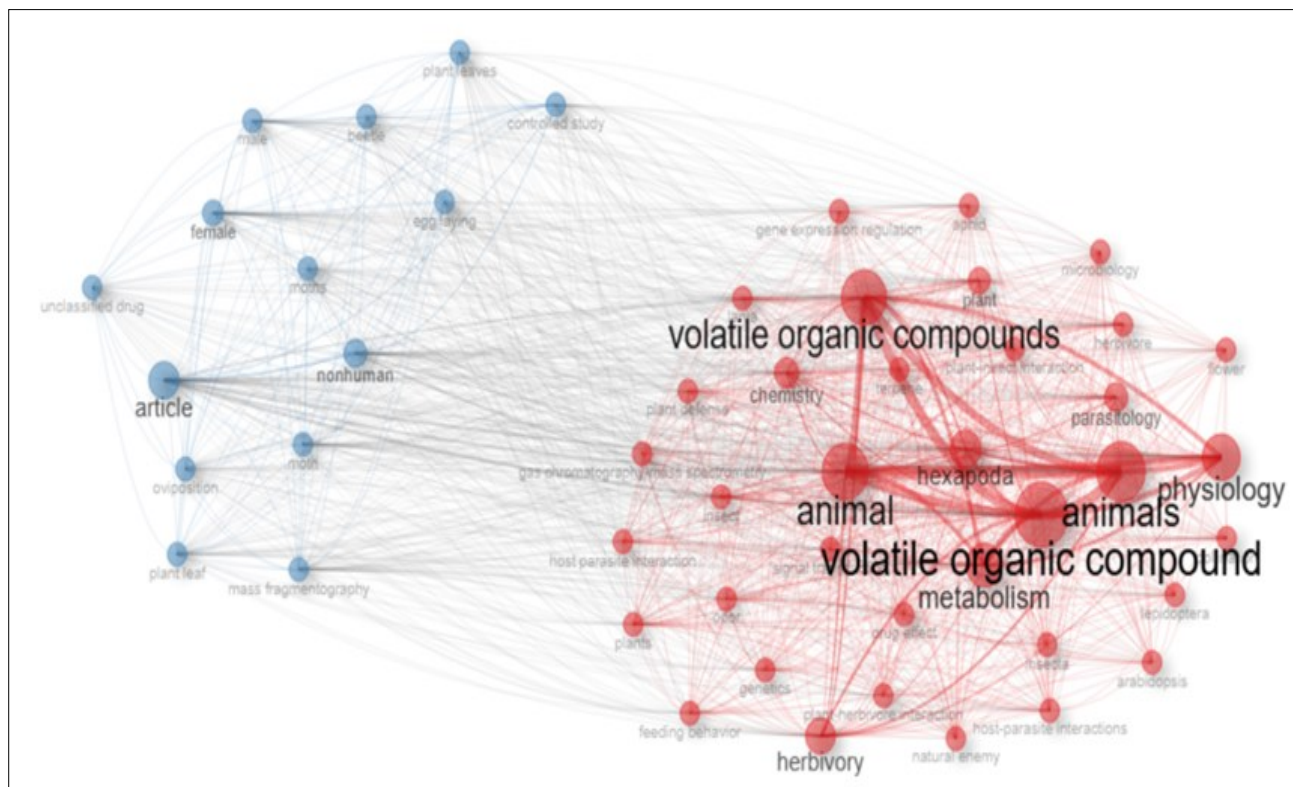 plant leaves
male
beetle
controlled study
female
egg laying
gene expression regulation
aphid
moths
microbiology
unclassified drug
plant
volatile organic compounds
herbivore
nonhuman
plant-insect interaction
flower
article
plant defense
chemistry
terpene
parasitology
moth
gas chromatography mass spectrometry
oviposition
hexapoda
physiology
insect
animal
animals
host parasite interaction
volatile organic compound
plant leaf
mass fragmentography
metabolism
odor
drug effect
lepidoptera
plants
insecta
genetics
arabidopsis
plant-herbivore interaction
feeding behavior
host-parasite interactions
herbivory
natural enemy